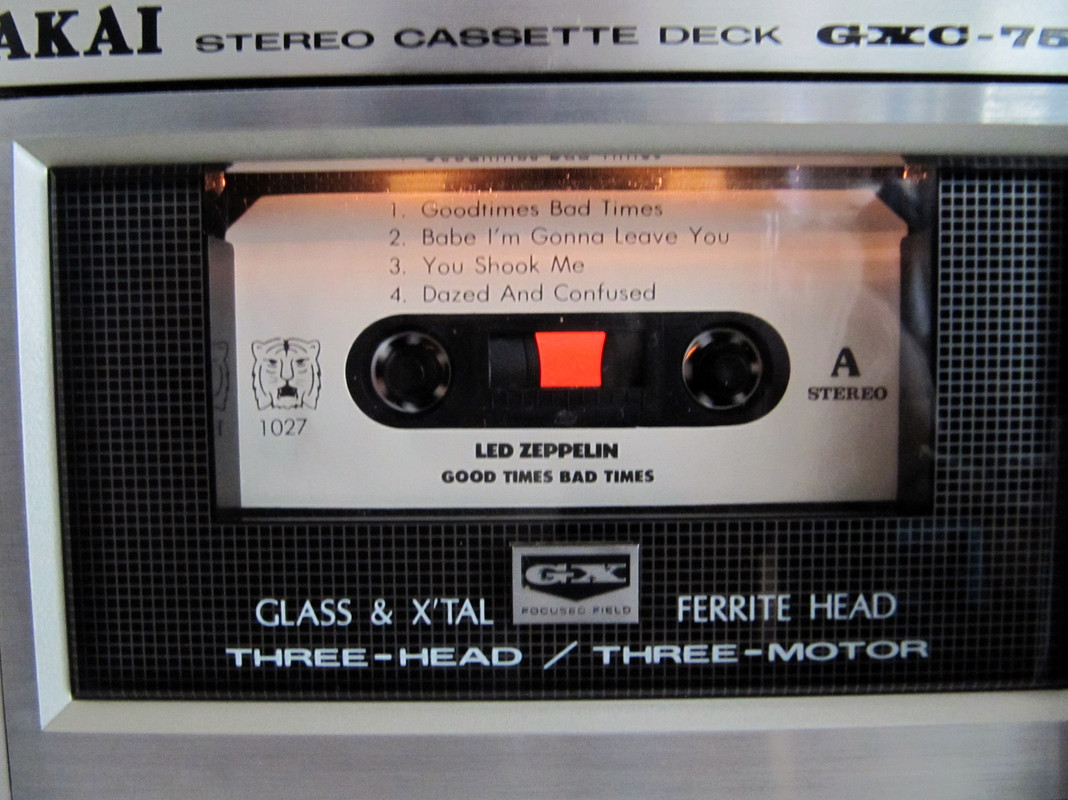 AKAI STEREO CASSETTE DECK GXC-75
1. Goodtimes Bad Times
2. Babe I'm Gonna Leave You
3. You Shook Me
4. Dazed And Confused
A
STEREO
1027
LED ZEPPELIN
GOOD TIMES BAD TIMES
GX
FOCUSED FIELD
GLASS & X'TAL FERRITE HEAD
THREE-HEAD / THREE-MOTOR